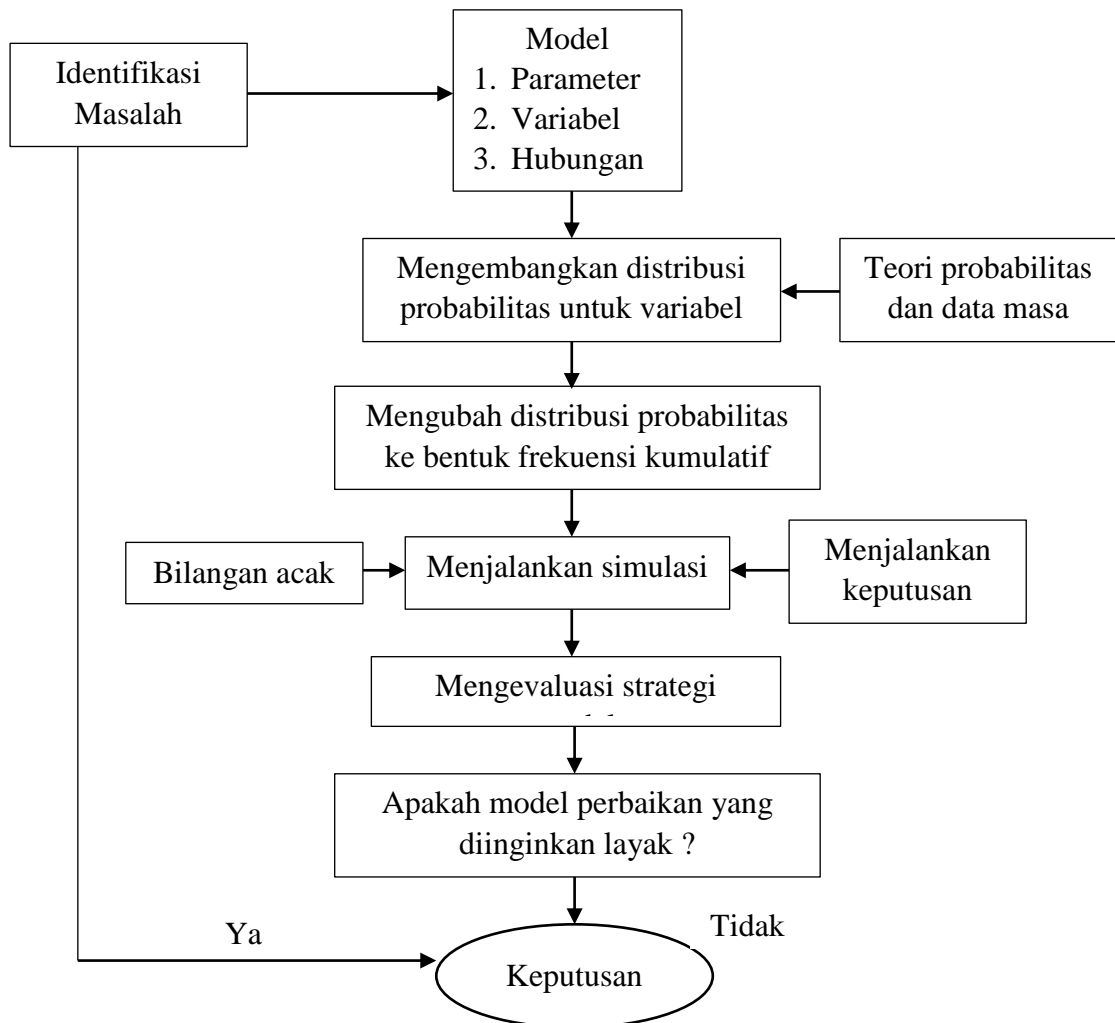 Identifikasi
Masalah
Model
1. Parameter
2. Variabel
3. Hubungan
Mengembangkan distribusi
probabilitas untuk variabel
Teori probabilitas
dan data masa
Mengubah distribusi probabilitas
ke bentuk frekuensi kumulatif
Bilangan acak
Menjalankan simulasi
Menjalankan
keputusan
Mengevaluasi strategi
Apakah model perbaikan yang
diinginkan layak ?
Ya
Tidak
Keputusan